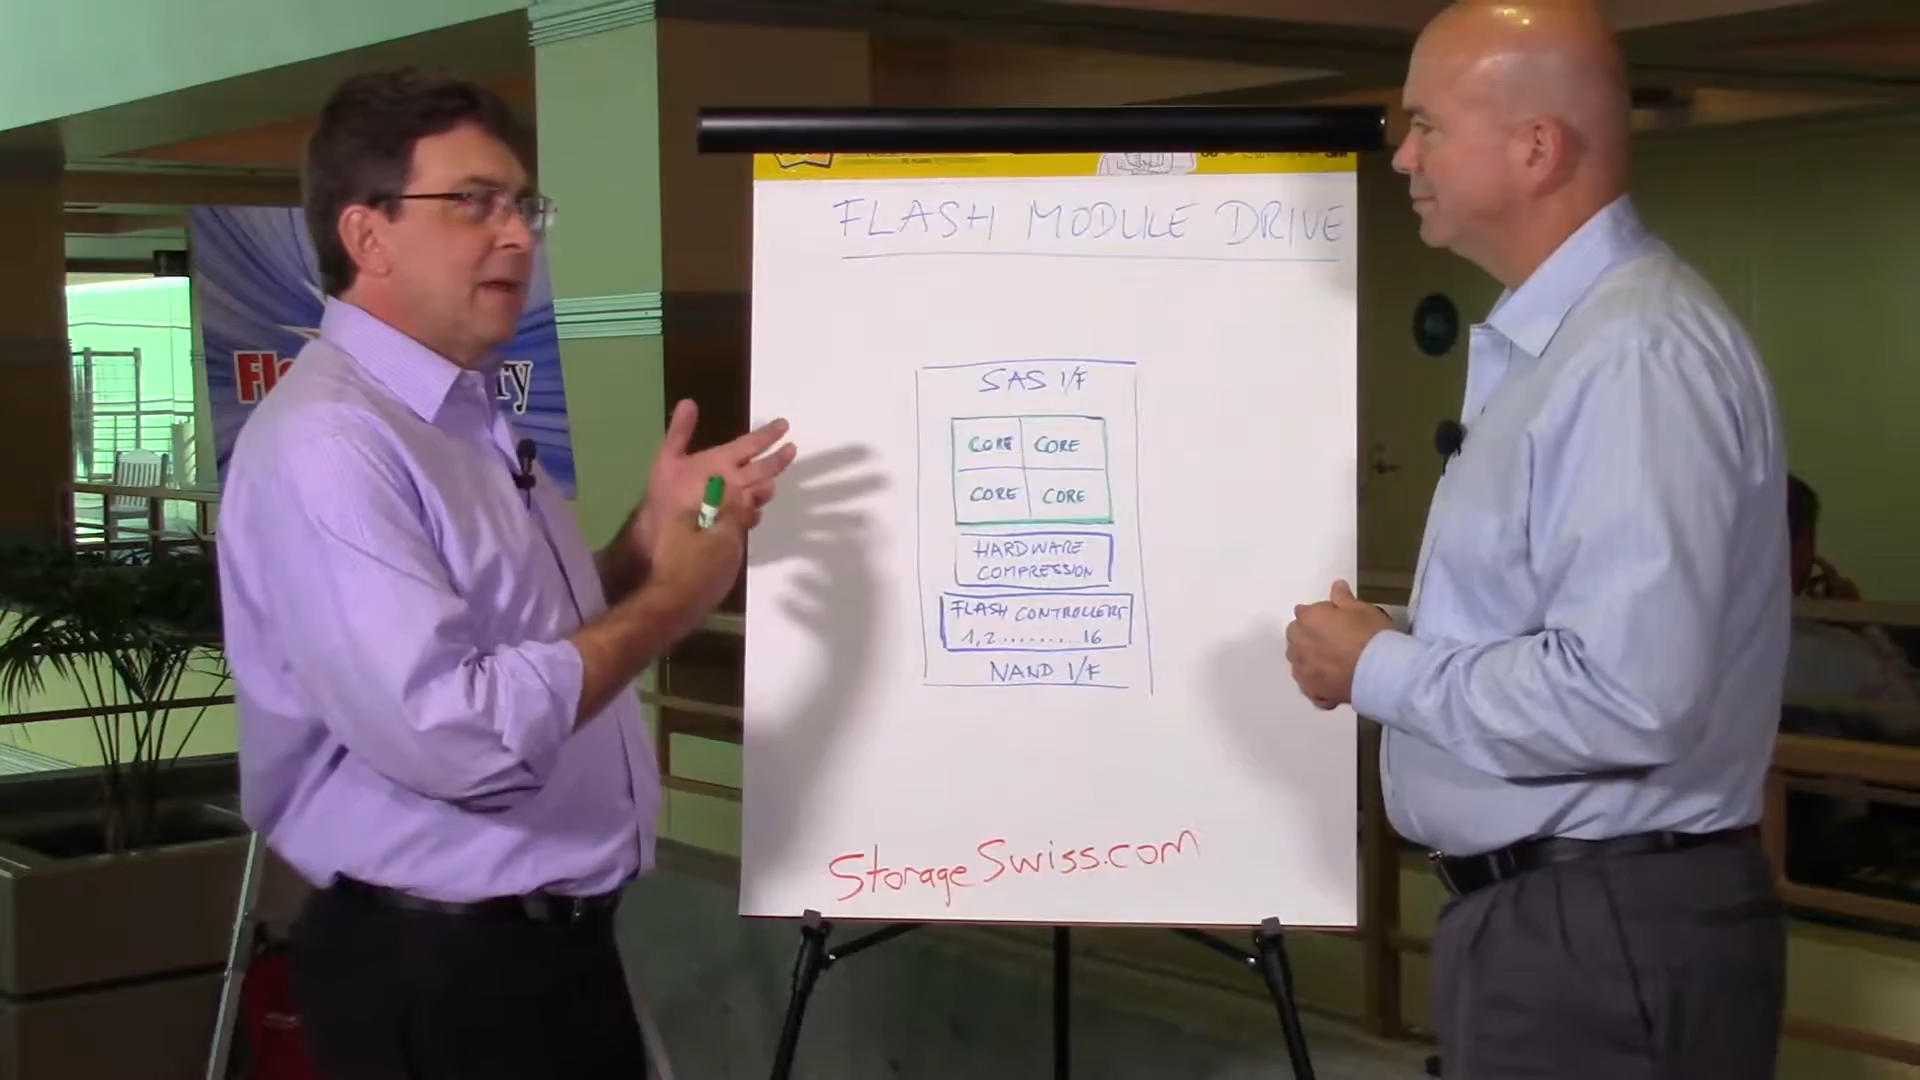 FLASH MODULE DRIVE
SAS I/F
CORE CORE
CORE CORE
HARDWARE
COMPRESSION
FLASH CONTROLLERS
1,2........16
NAND I/F
StorageSwiss.com